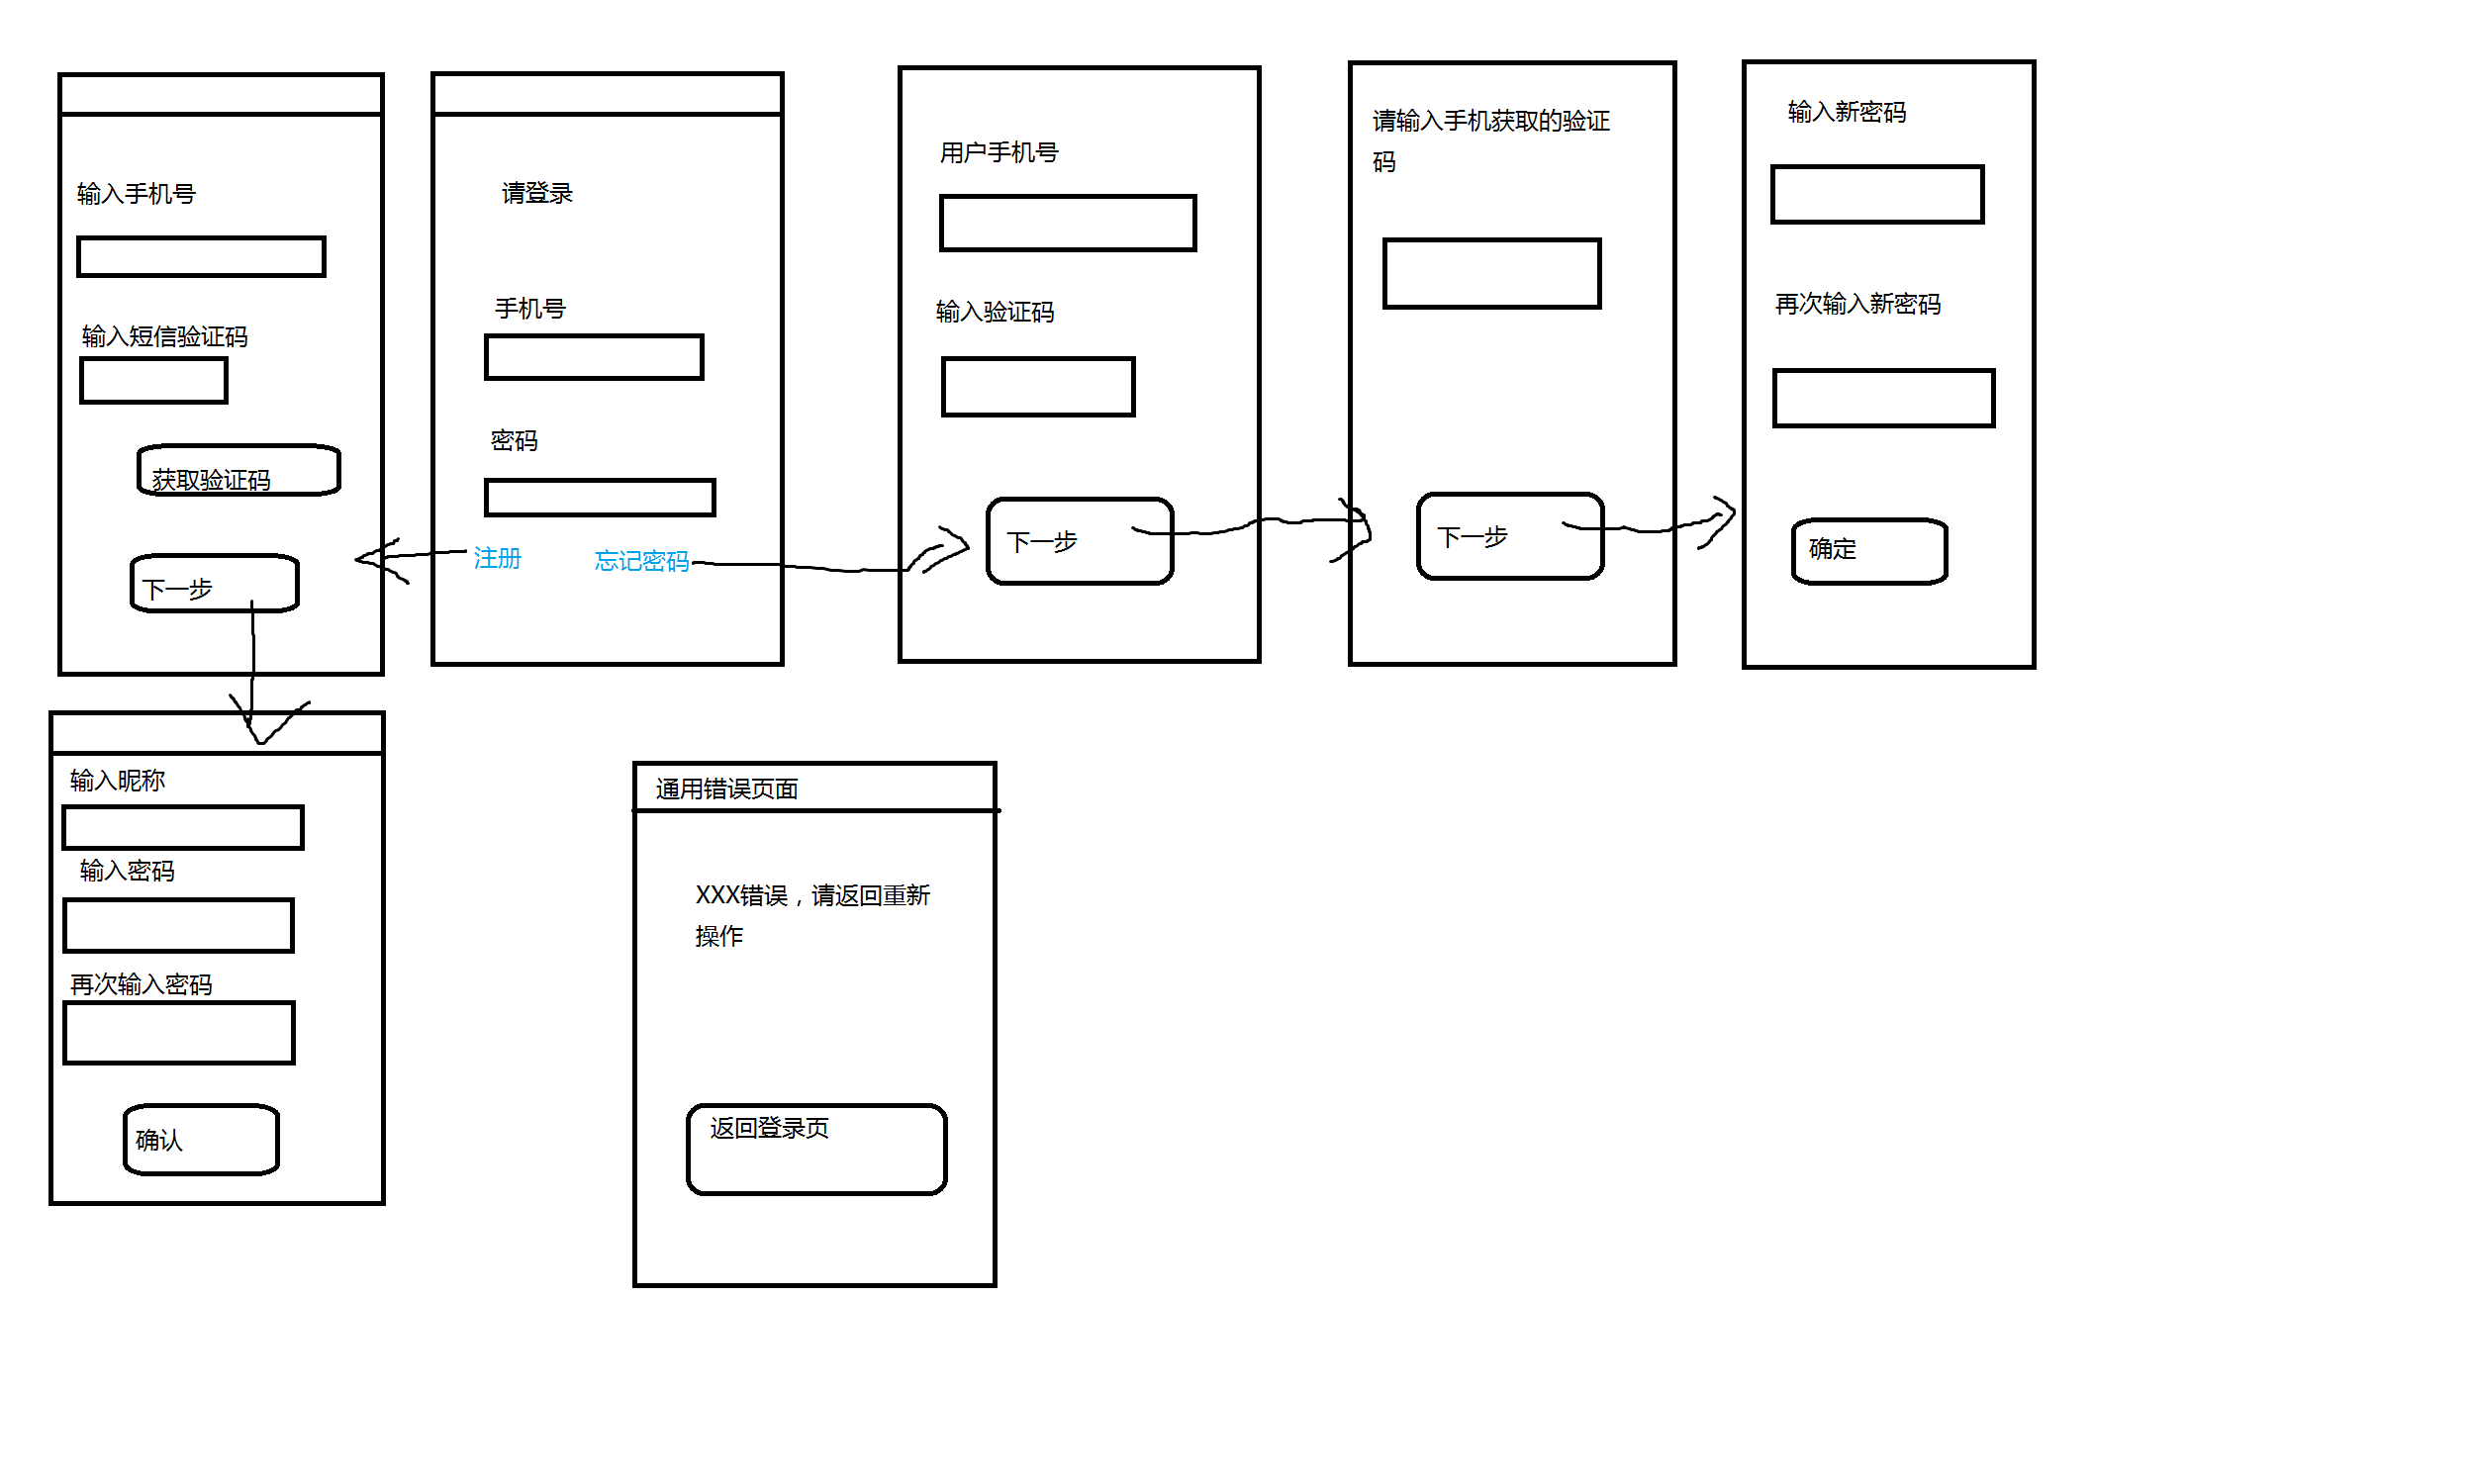 输入手机号
输入短信验证码
获取验证码
下一步
请登录
手机号
密码
注册
忘记密码
用户手机号
输入验证码
下一步
请输入手机获取的验证
码
下一步
输入新密码
再次输入新密码
确定
输入昵称
输入密码
再次输入密码
确认
通用错误页面
XXX错误，请返回重新
操作
返回登录页